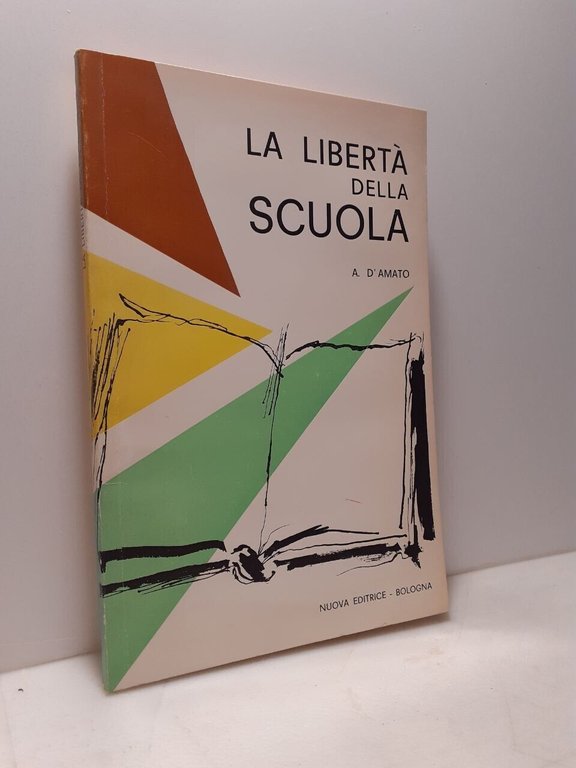 LA LIBERTÀ
DELLA
SCUOLA
A. D'AMATO
NUOVA EDITRICE - BOLOGNA